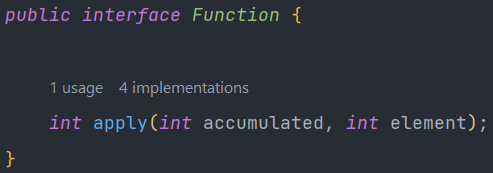 public interface Function {
1 usage 4 implementations
int apply(int accumulated, int element);
}